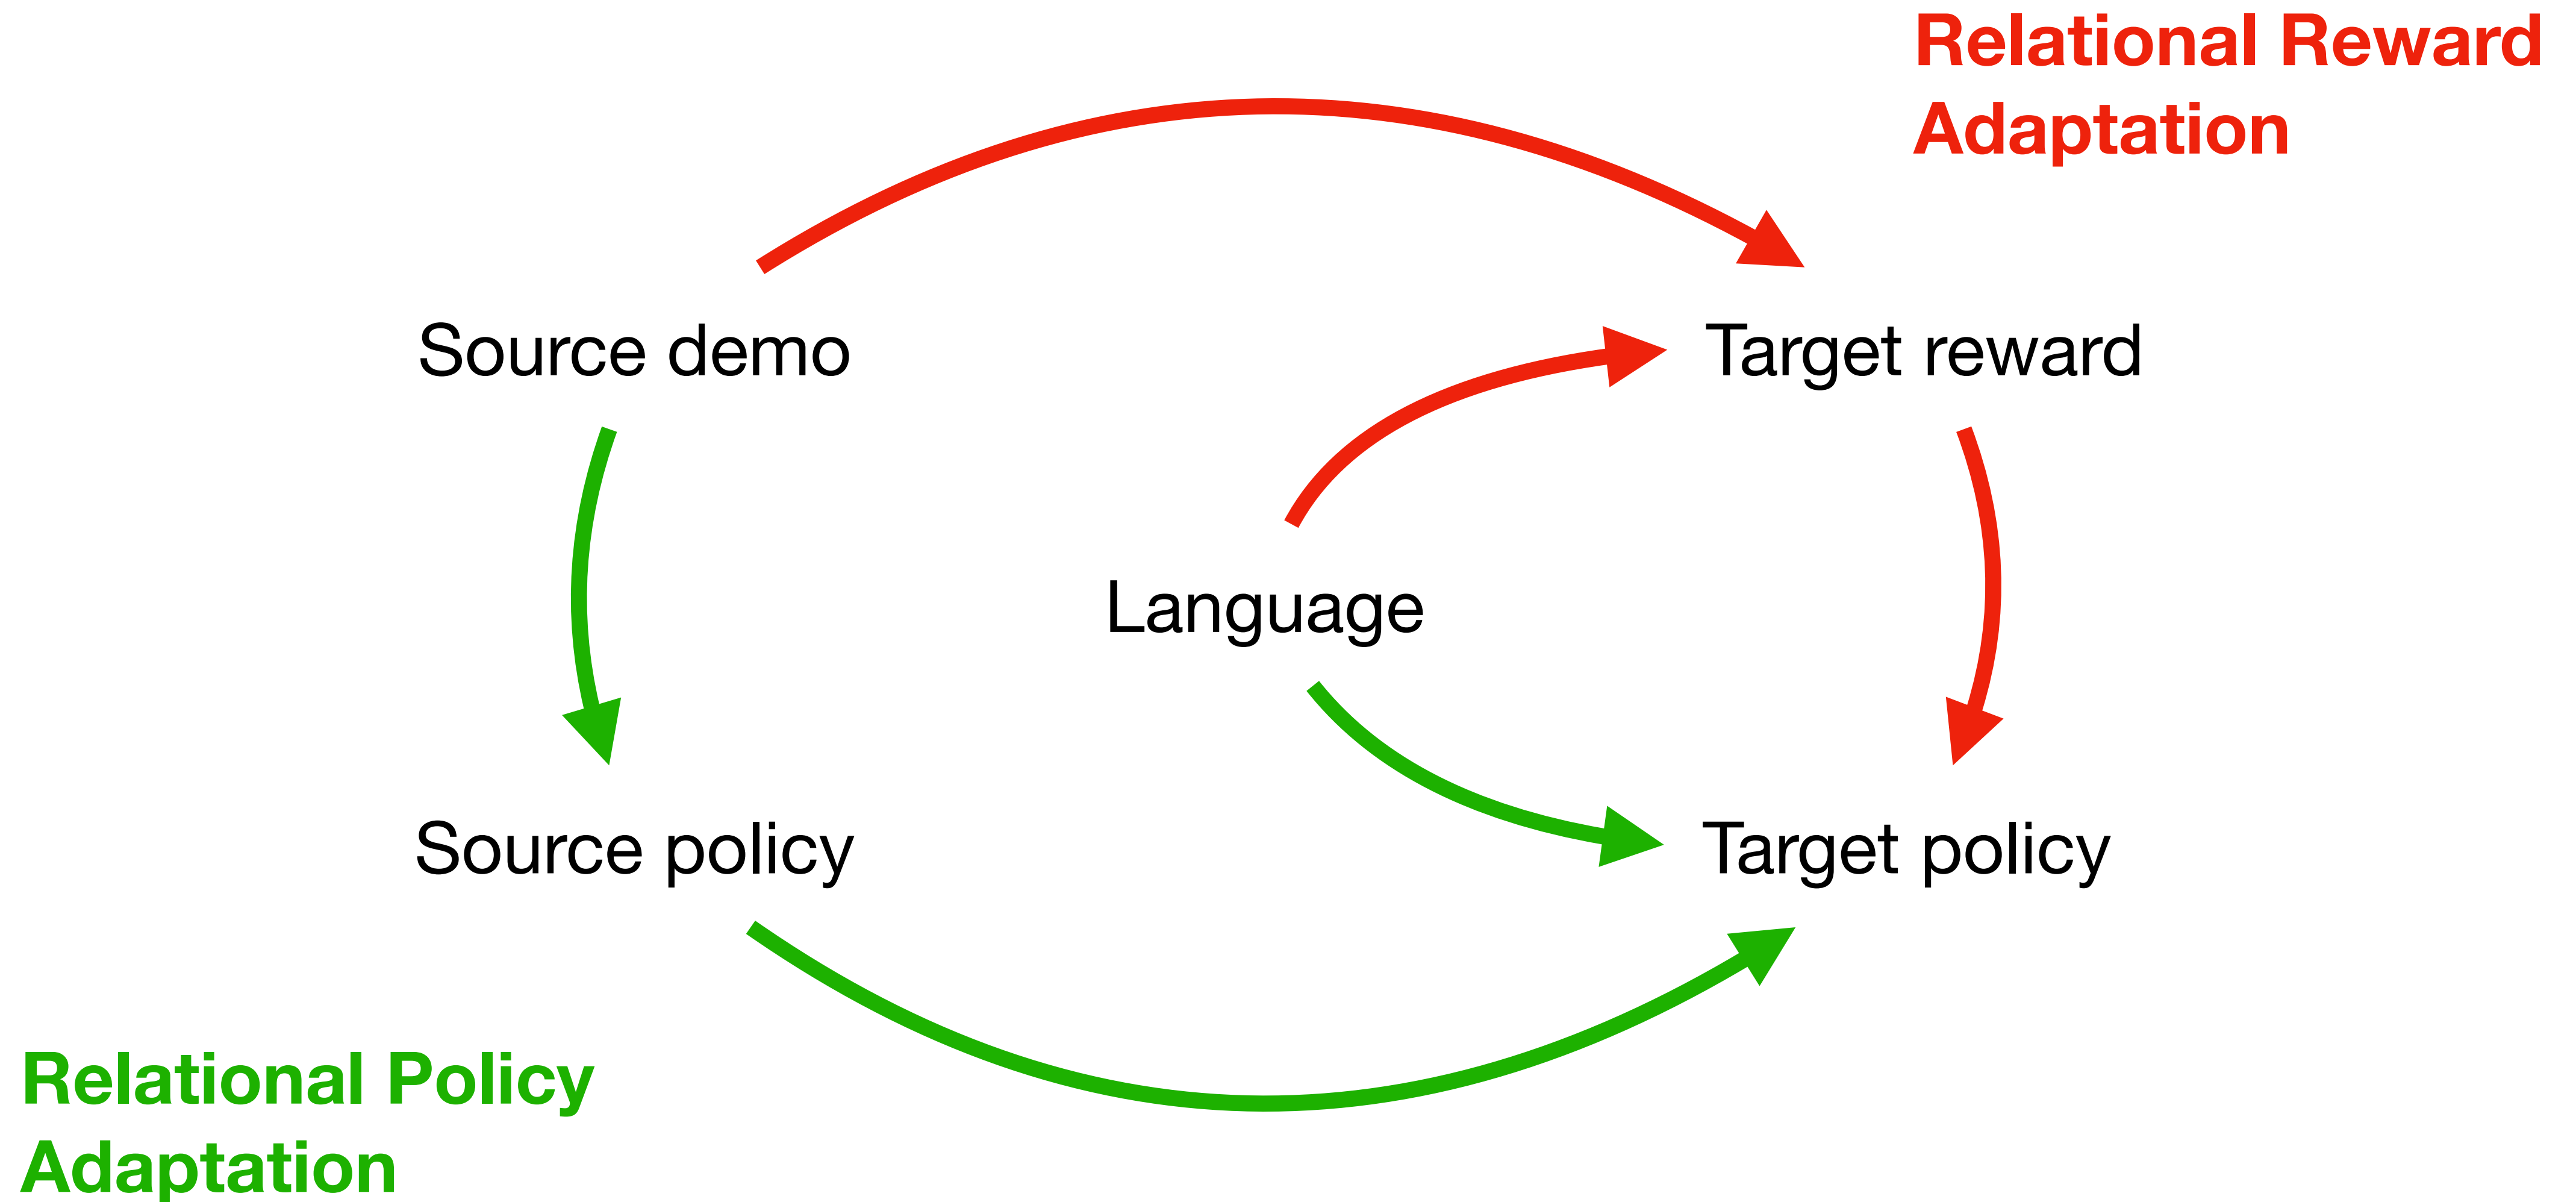 Relational Reward
Adaptation
Source demo
Target reward
Language
Source policy
Target policy
Relational Policy
Adaptation